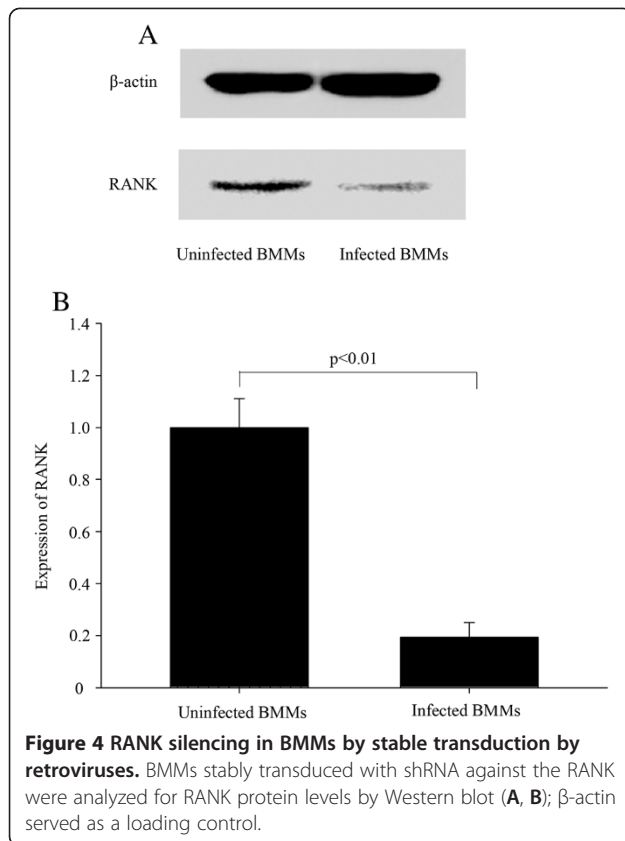 A
β-actin
RANK
Uninfected BMMs Infected BMMs
B
1.4
1.2
1.0
0.8
0.6
0.4
0.2
0
Expression of RANK
p<0.01
Uninfected BMMs Infected BMMs
Figure 4 RANK silencing in BMMs by stable transduction by
retroviruses. BMMs stably transduced with shRNA against the RANK
were analyzed for RANK protein levels by Western blot (A, B); β-actin
served as a loading control.